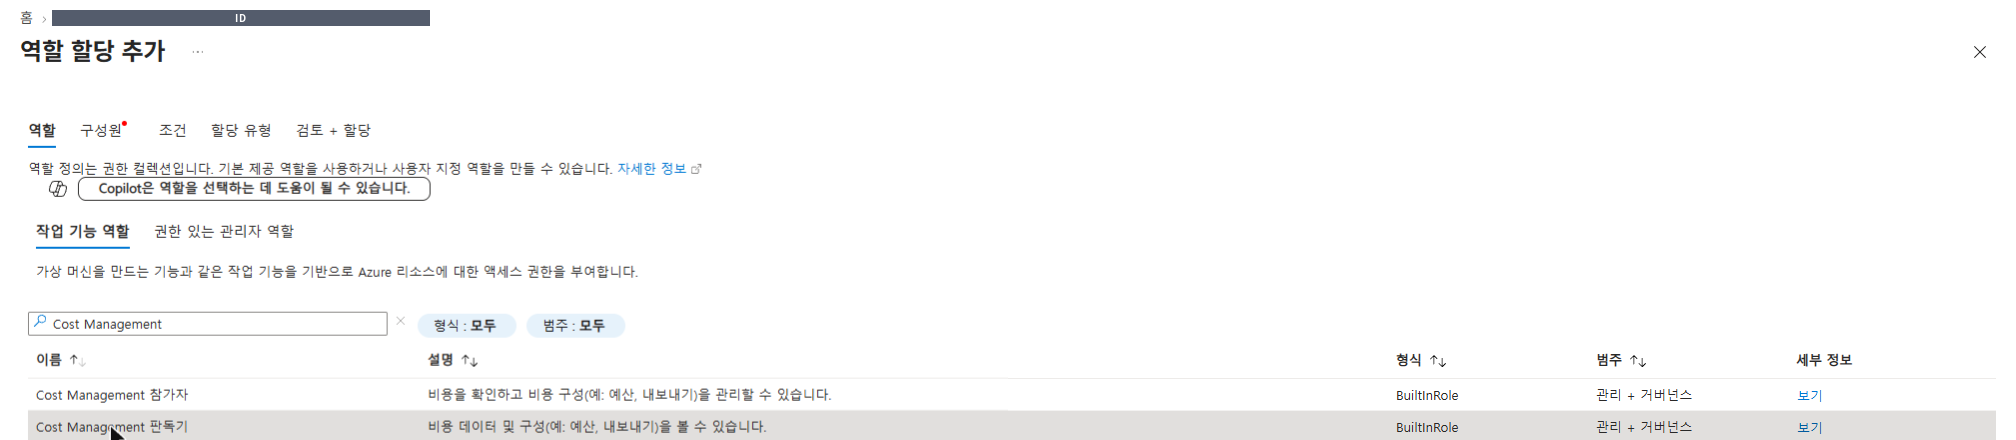 홈 > ID
역할 할당 추가 ...
역할 구성원 조건 할당 유형 검토 + 할당
역할 정의는 권한 컬렉션입니다. 기본 제공 역할을 사용하거나 사용자 지정 역할을 만들 수 있습니다. 자세한 정보
Copilot은 역할을 선택하는 데 도움이 될 수 있습니다.
작업 기능 역할 권한 있는 관리자 역할
가상 머신을 만드는 기능과 같은 작업 기능을 기반으로 Azure 리소스에 대한 액세스 권한을 부여합니다.
Cost Management 형식 : 모두 범주 : 모두
이름 ↑↓ 설명 ↑↓ 형식 ↑↓ 범주 ↑↓ 세부 정보
Cost Management 참가자 비용을 확인하고 비용 구성(예: 예산, 내보내기)을 관리할 수 있습니다. BuiltInRole 관리 + 거버넌스 보기
Cost Management 판독기 비용 데이터 및 구성(예: 예산, 내보내기)을 볼 수 있습니다. BuiltInRole 관리 + 거버넌스 보기